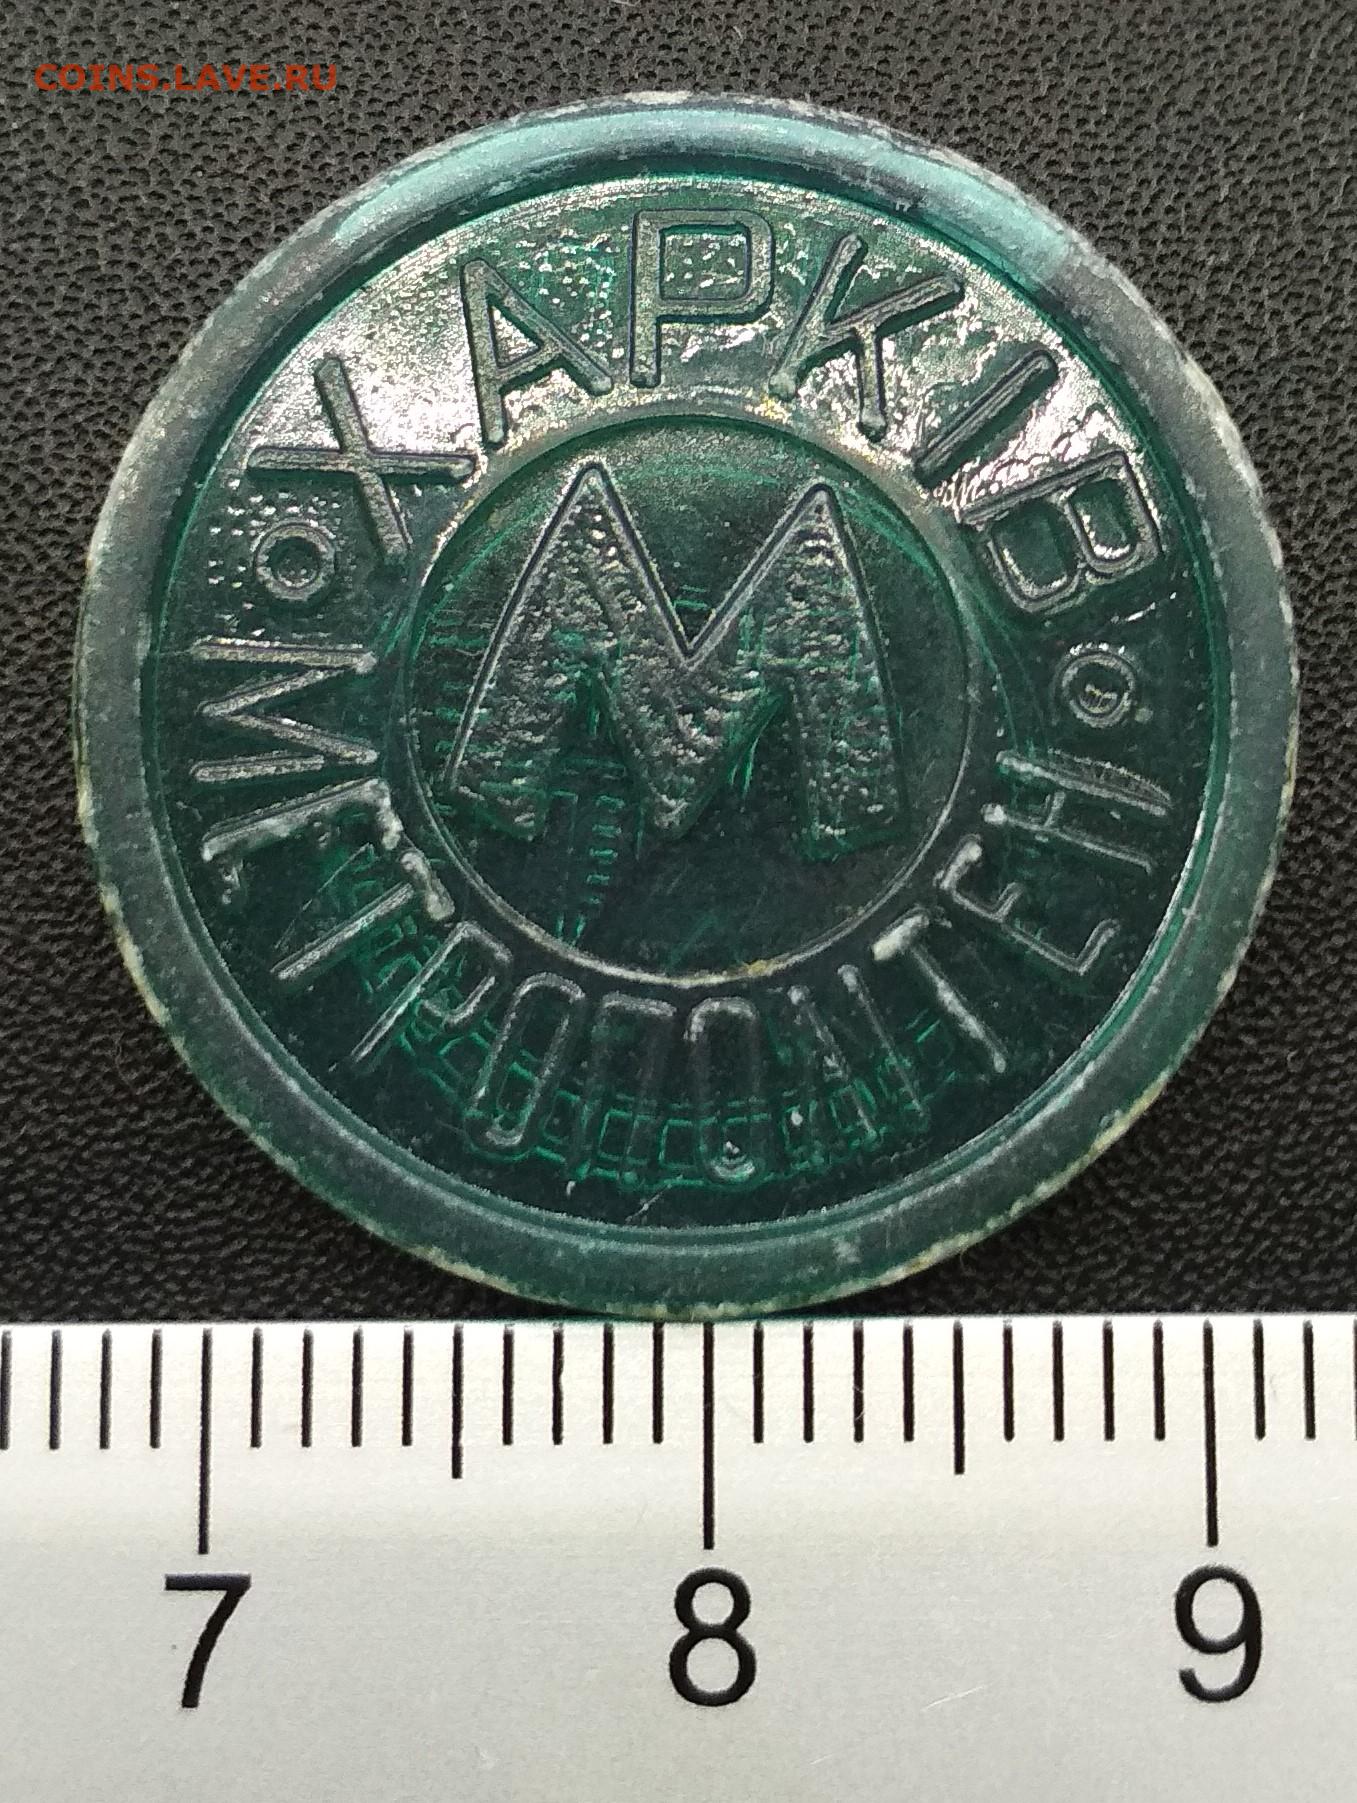 COINS.LAVE.RU
ХАРКІВ
М
МЕТРОПОЛІТЕН
7 8 9